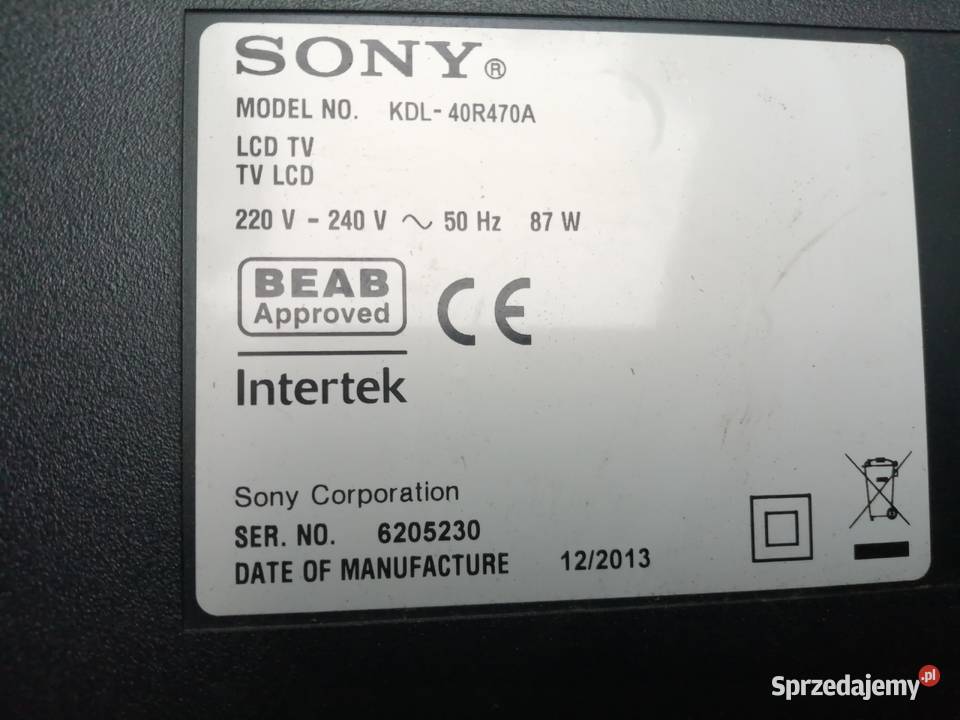 SONY®
MODEL NO. KDL-40R470A
LCD TV
TV LCD
220 V - 240 V ~ 50 Hz 87 W
BEAB
Approved
CE
Intertek
Sony Corporation
SER. NO. 6205230
DATE OF MANUFACTURE 12/2013
Sprzedajemy.pl